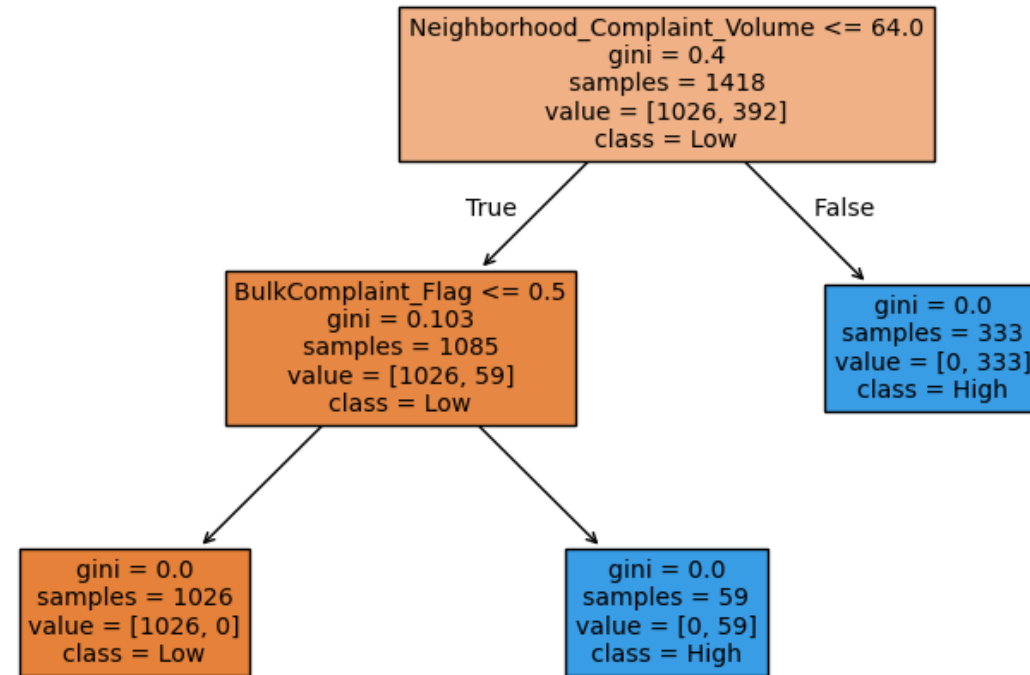 Neighborhood_Complaint_Volume <= 64.0
gini = 0.4
samples = 1418
value = [1026, 392]
class = Low
True
False
BulkComplaint_Flag <= 0.5
gini = 0.103
samples = 1085
value = [1026, 59]
class = Low
gini = 0.0
samples = 333
value = [0, 333]
class = High
gini = 0.0
samples = 1026
value = [1026, 0]
class = Low
gini = 0.0
samples = 59
value = [0, 59]
class = High